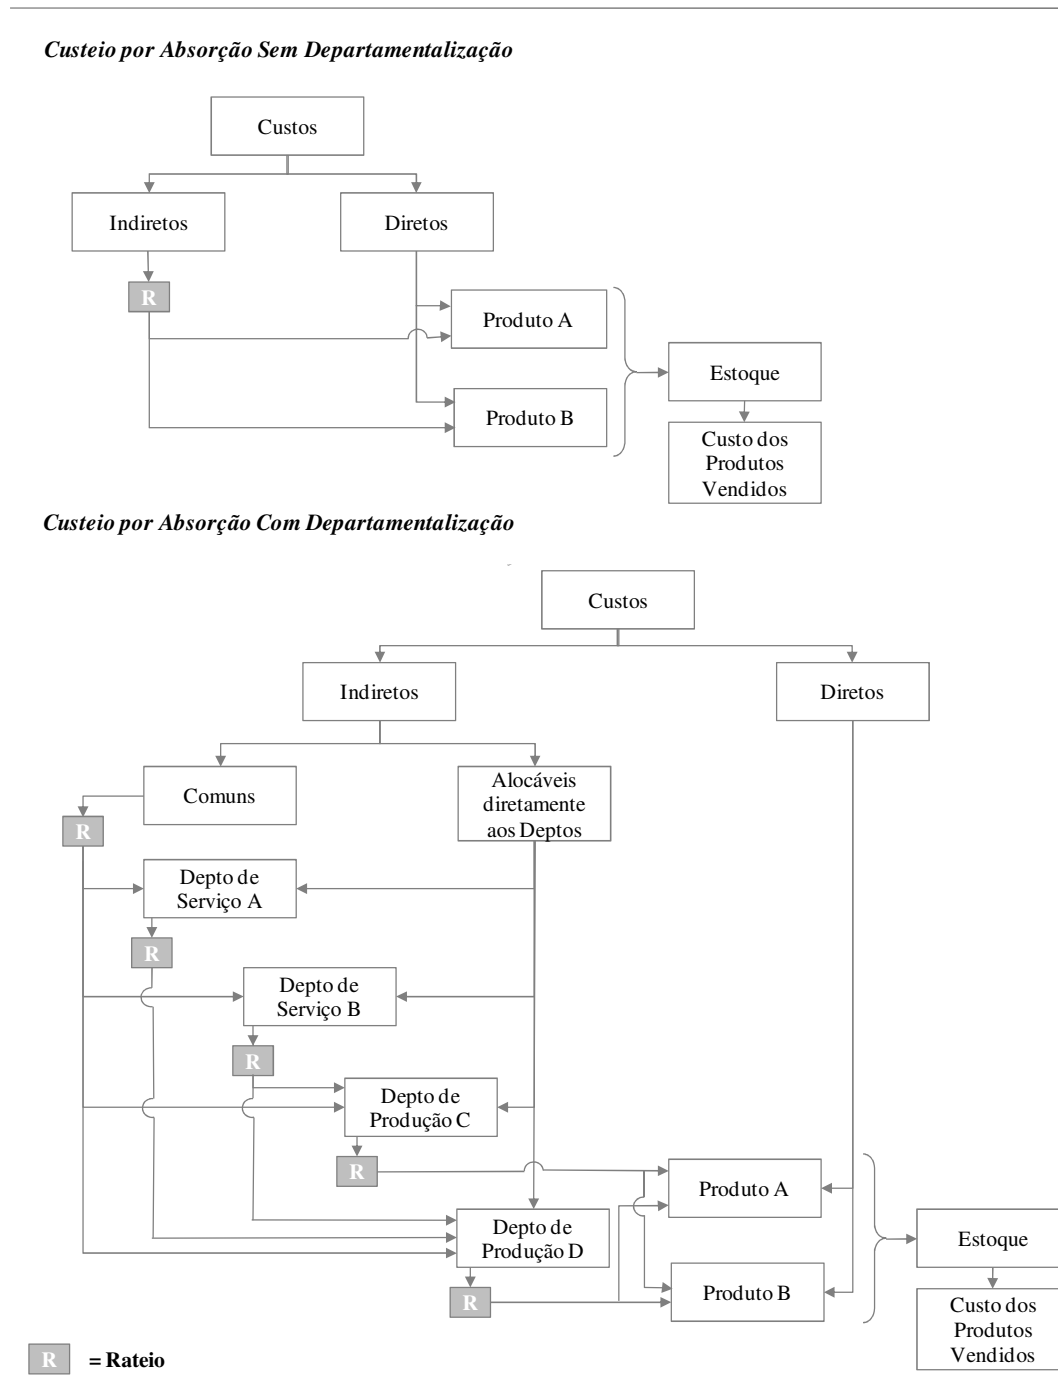 Custeio por Absorção Sem Departamentalização
Custos
Indiretos
Diretos
R
Produto A
Produto B
Estoque
Custo dos
Produtos
Vendidos
Custeio por Absorção Com Departamentalização
Custos
Indiretos
Diretos
Comuns
Alocáveis
diretamente
aos Deptos
R
Depto de
Serviço A
R
Depto de
Serviço B
R
Depto de
Produção C
R
Produto A
Depto de
Produção D
Estoque
R
Produto B
Custo dos
Produtos
Vendidos
R = Rateio